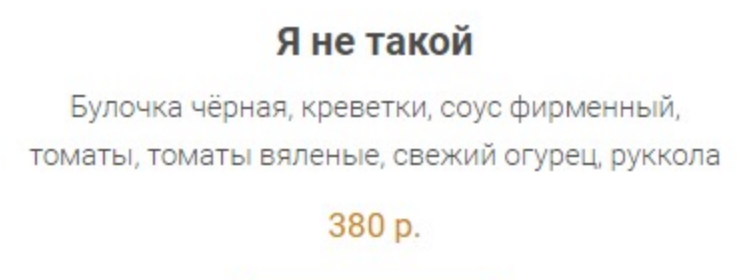 Я не такой
Булочка чёрная, креветки, соус фирменный,
томаты, томаты вяленые, свежий огурец, руккола
380 р.